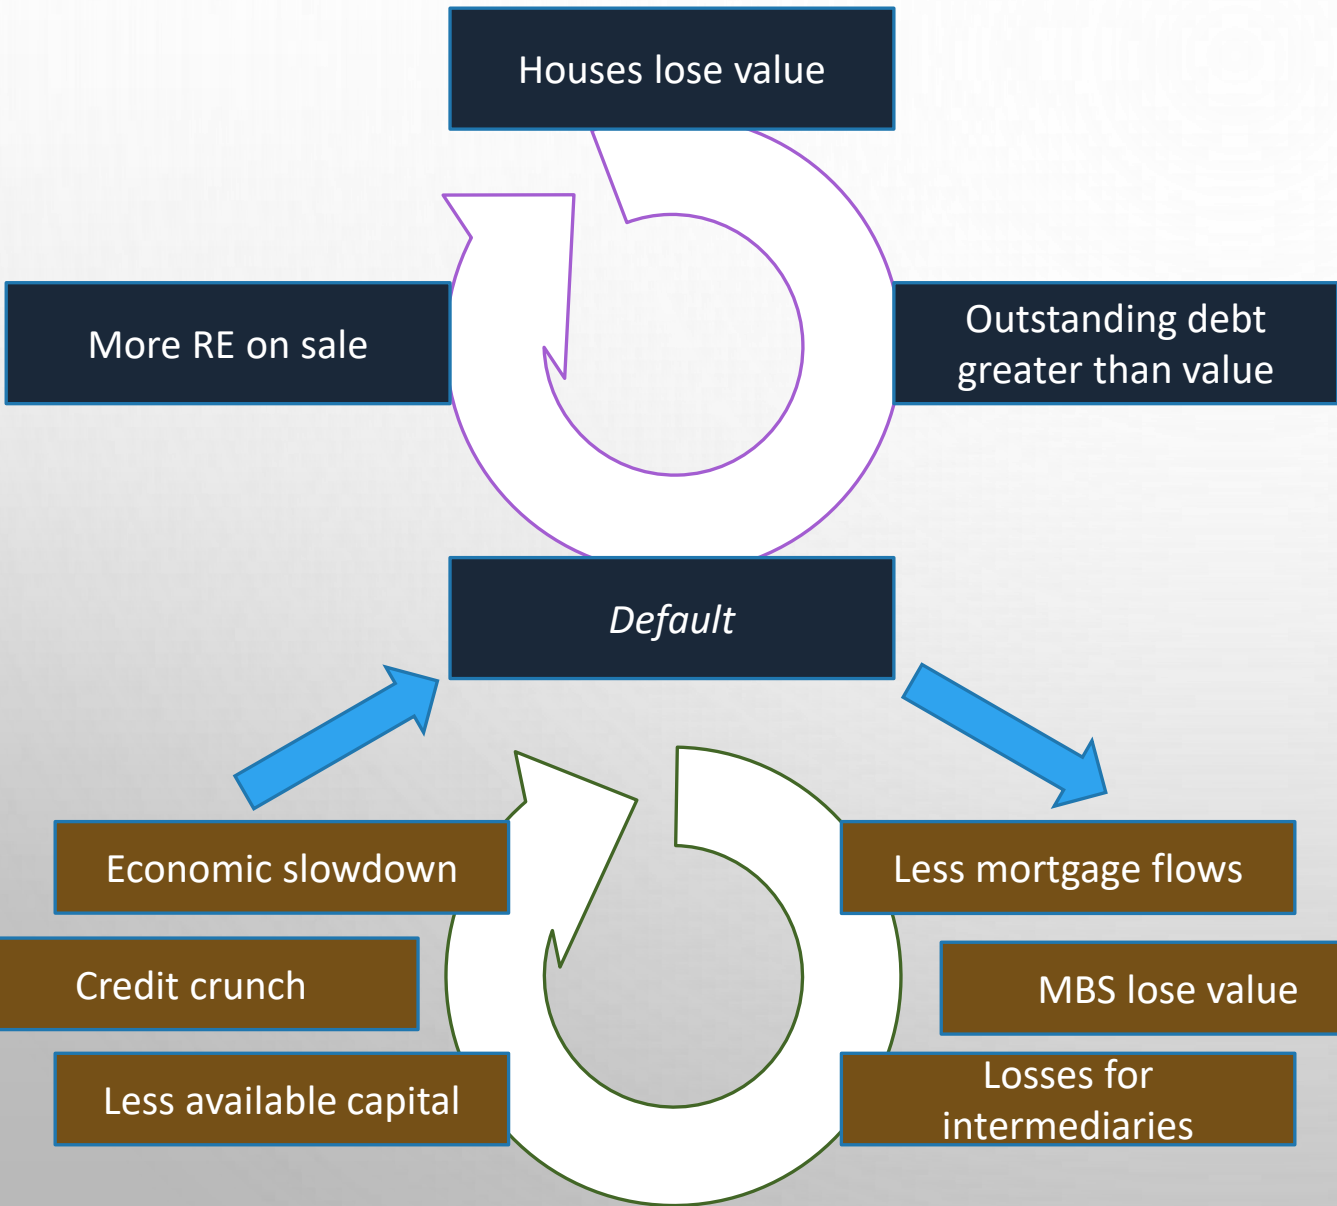 Houses lose value
More RE on sale
Outstanding debt
greater than value
Default
Economic slowdown
Less mortgage flows
Credit crunch
MBS lose value
Less available capital
Losses for
intermediaries